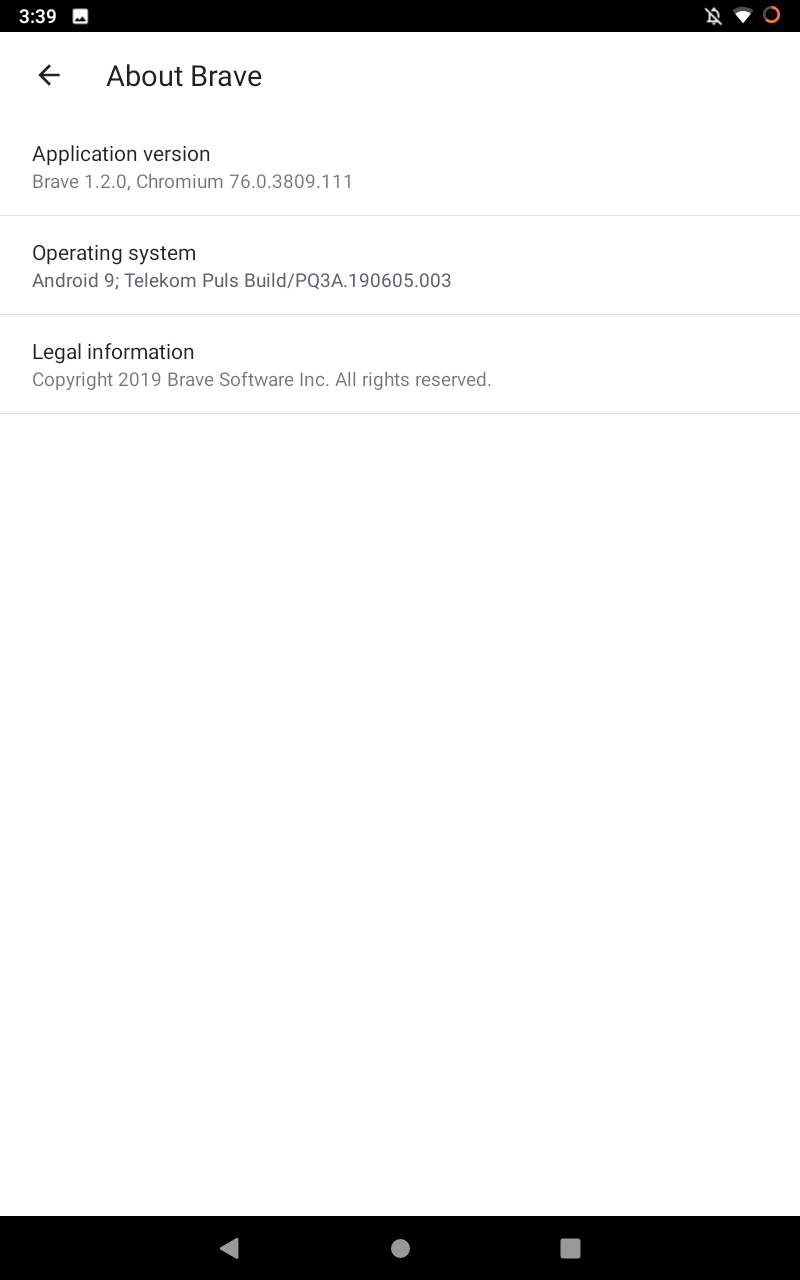 3:39
About Brave
Application version
Brave 1.2.0, Chromium 76.0.3809.111
Operating system
Android 9; Telekom Puls Build/PQ3A.190605.003
Legal information
Copyright 2019 Brave Software Inc. All rights reserved.